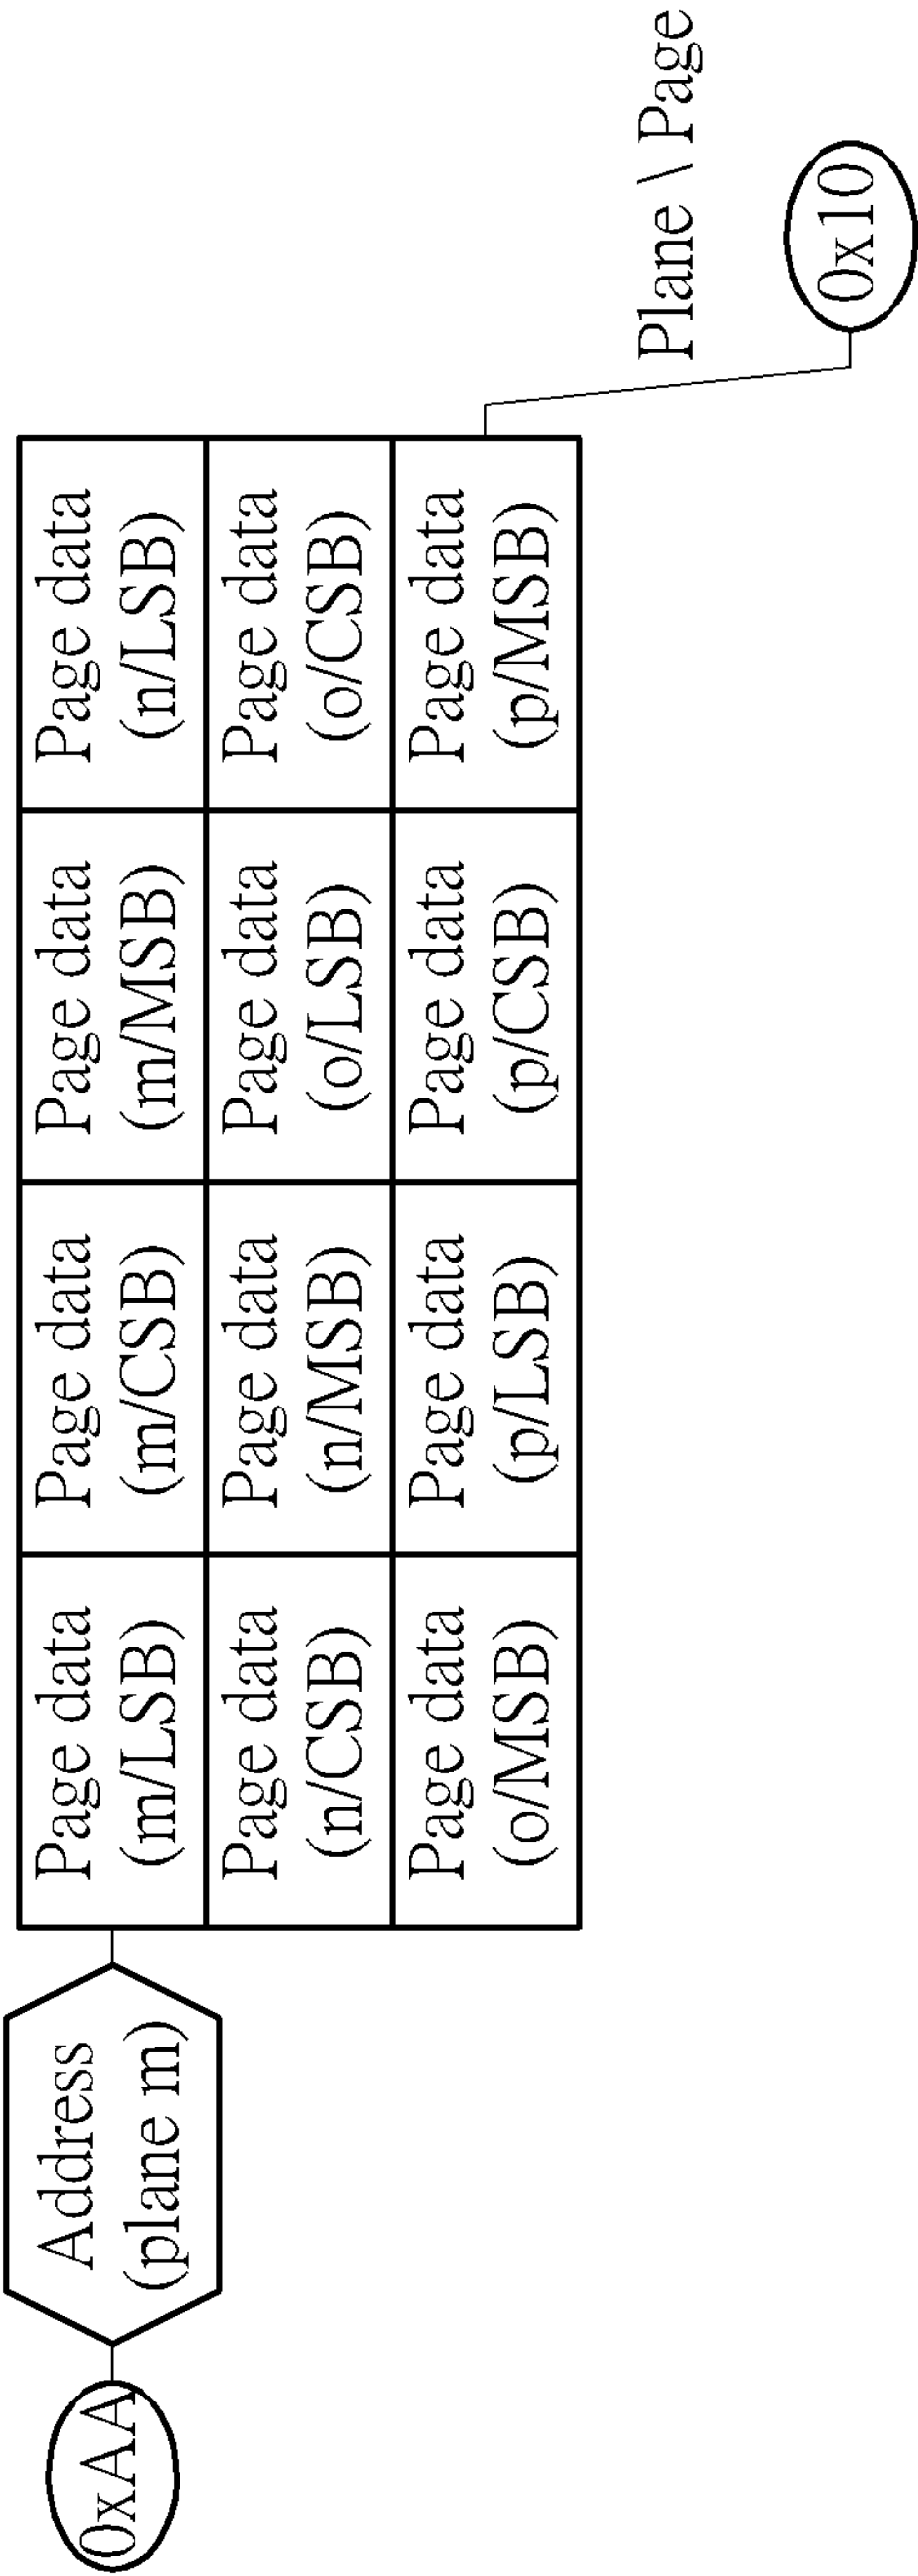 0xAA
Address
(plane m)
Page data
(m/LSB)
Page data
(m/CSB)
Page data
(m/MSB)
Page data
(n/LSB)
Page data
(n/CSB)
Page data
(n/MSB)
Page data
(o/LSB)
Page data
(o/CSB)
Page data
(o/MSB)
Page data
(p/LSB)
Page data
(p/CSB)
Page data
(p/MSB)
Plane \ Page
0x10